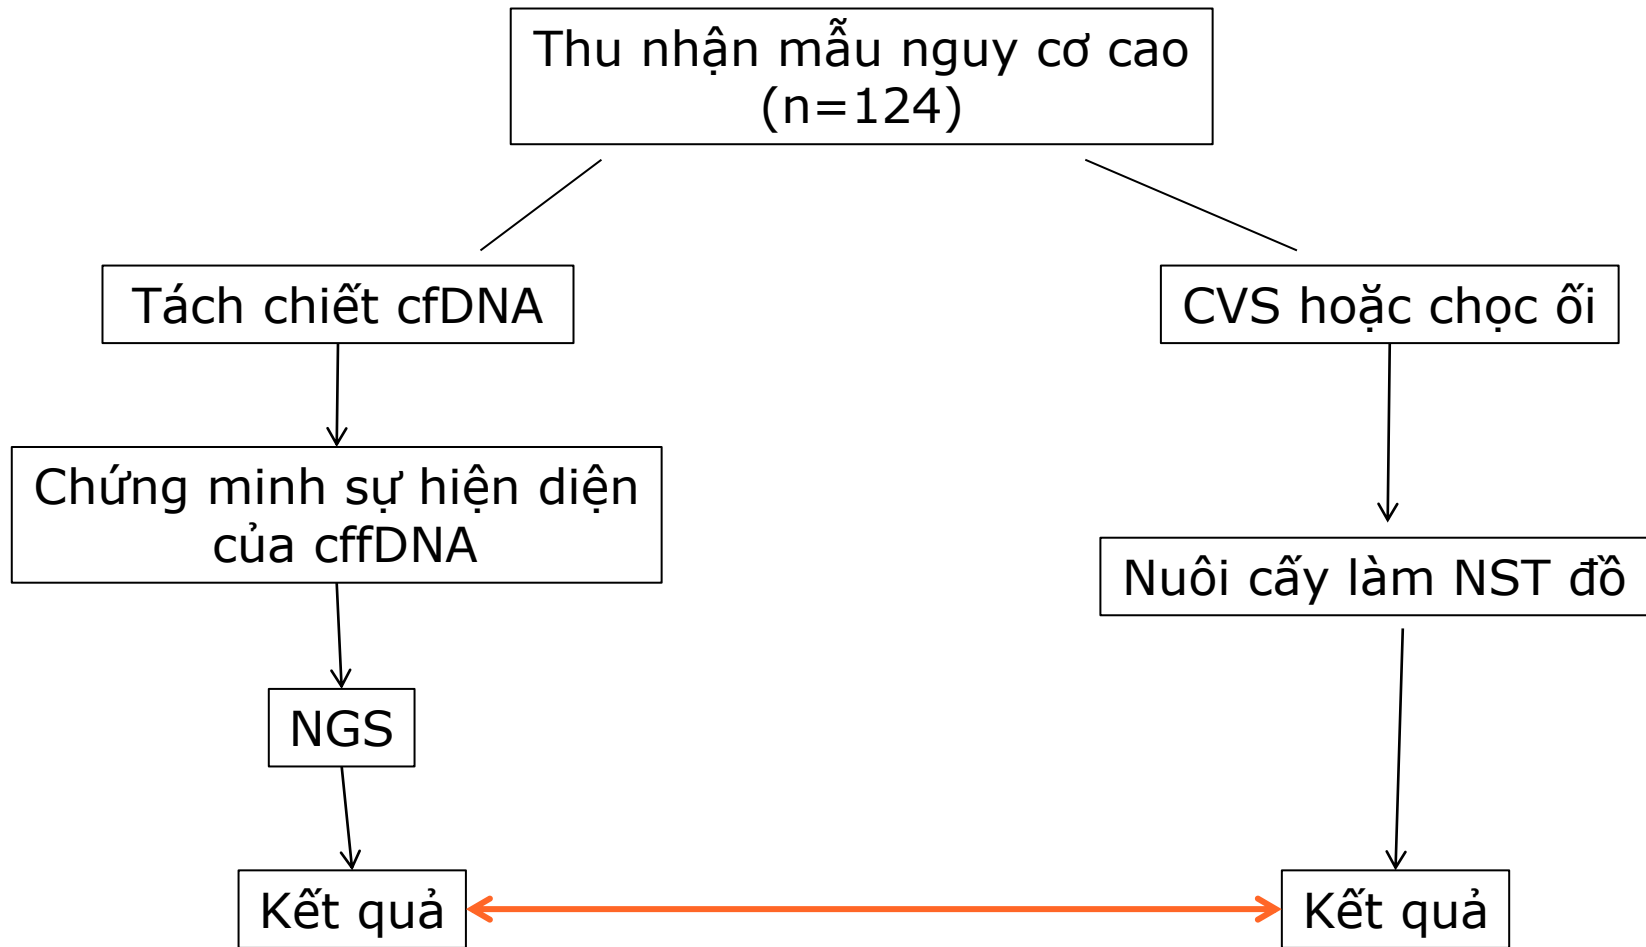 Thu nhận mẫu nguy cơ cao
(n=124)
Tách chiết cfDNA
CVS hoặc chọc ối
Chứng minh sự hiện diện
của cffDNA
Nuôi cấy làm NST đồ
NGS
Kết quả
Kết quả